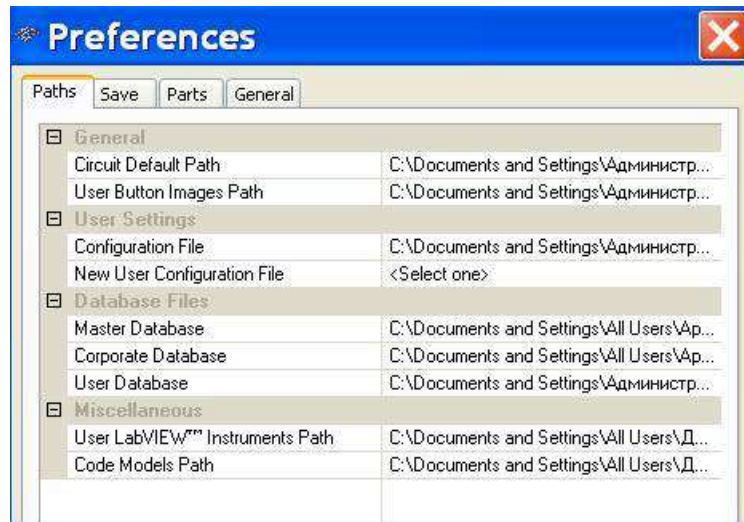 Preferences
Paths Save Parts General
General
Circuit Default Path C:\Documents and Settings\Администр...
User Button Images Path C:\Documents and Settings\Администр...
User Settings
Configuration File C:\Documents and Settings\Администр...
New User Configuration File <Select one>
Database Files
Master Database C:\Documents and Settings\All Users\Ap...
Corporate Database C:\Documents and Settings\All Users\Ap...
User Database C:\Documents and Settings\Администр...
Miscellaneous
User LabVIEW™ Instruments Path C:\Documents and Settings\All Users\Д...
Code Models Path C:\Documents and Settings\All Users\Д...